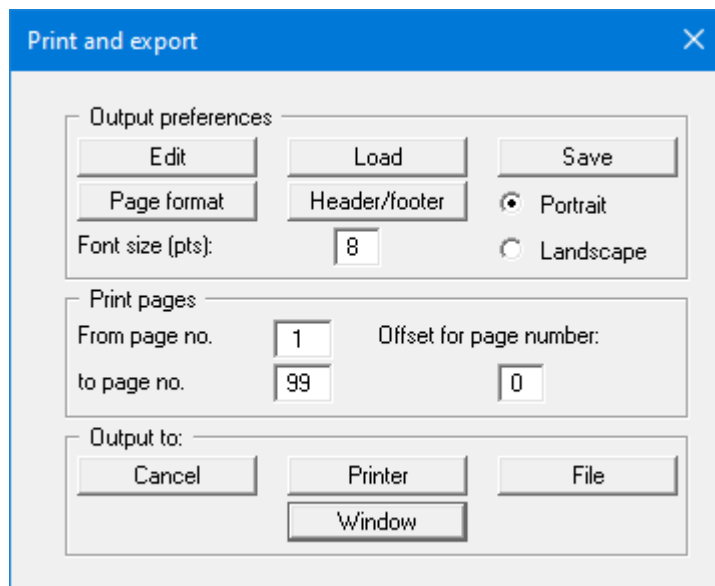 Print and export
Output preferences
Edit Load Save
Page format Header/footer Portrait
Font size (pts): 8 Landscape
Print pages
From page no. 1 Offset for page number:
to page no. 99 0
Output to:
Cancel Printer File
Window